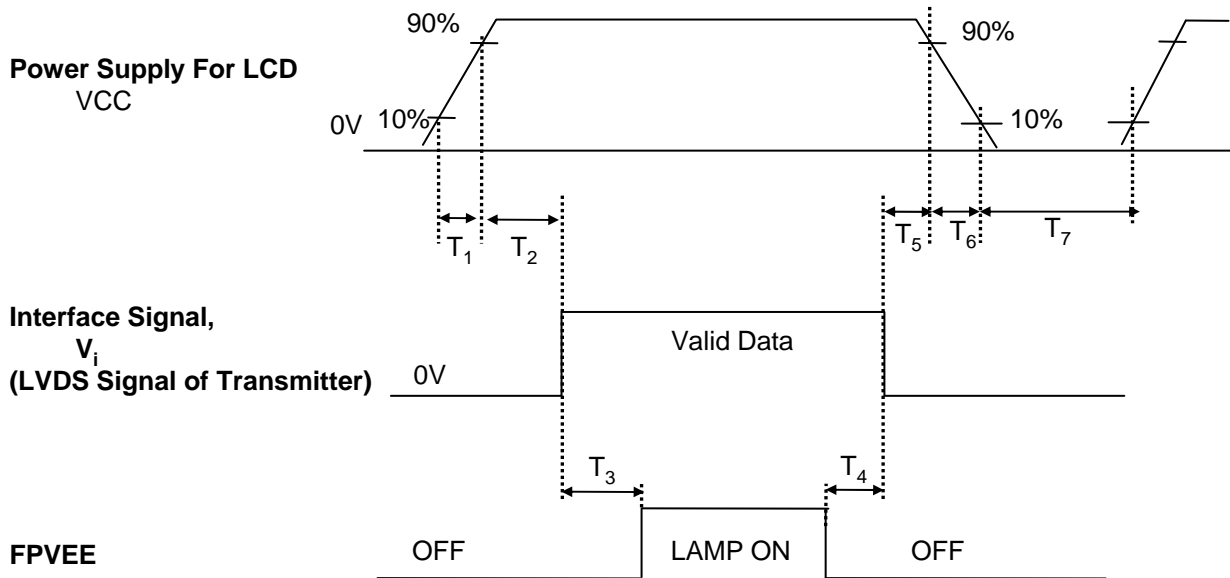 90%
90%
Power Supply For LCD
VCC
10%
10%
0V
T1
T2
T5
T6
T7
Interface Signal,
Vi
(LVDS Signal of Transmitter)
Valid Data
0V
T3
T4
FPVEE
OFF
LAMP ON
OFF